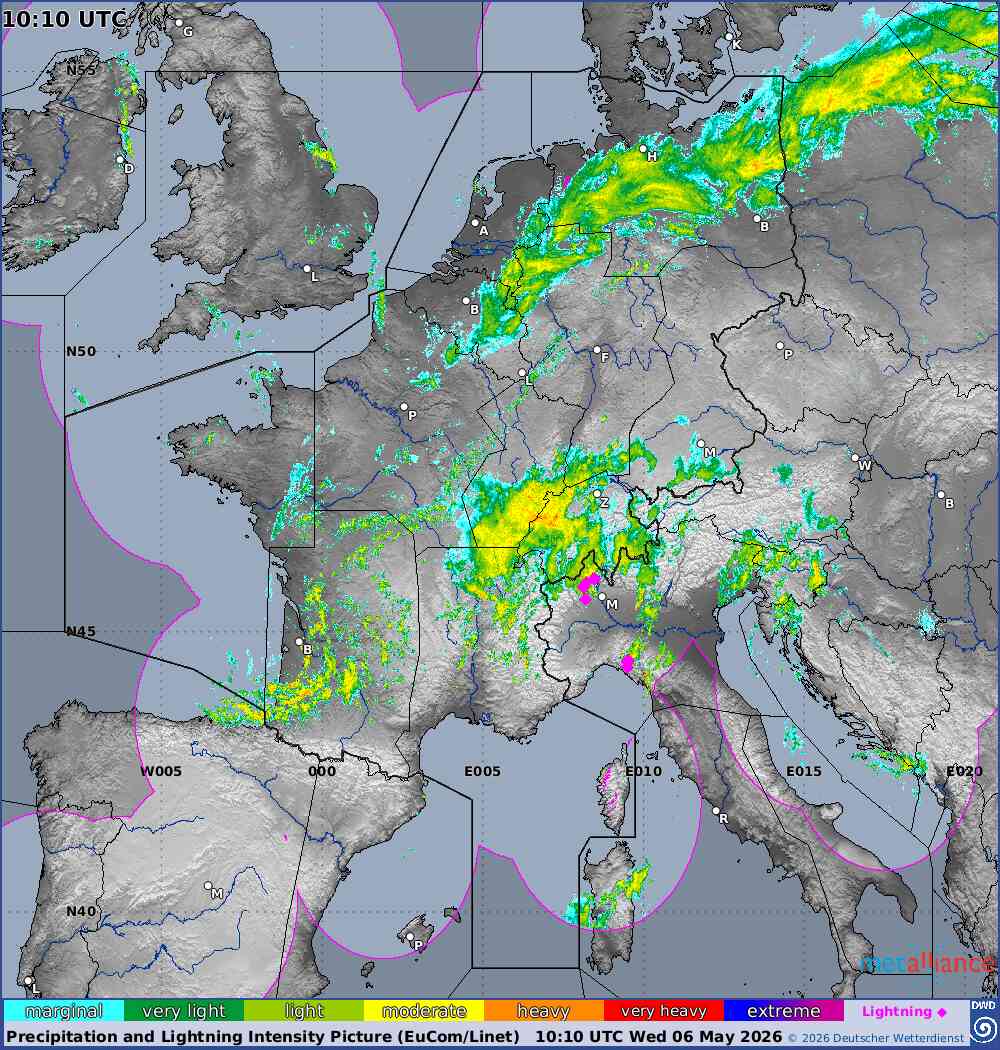 10:10 UTC
G
K
N55
D
H
A
B
L
B
N50
F
P
L
P
M
W
B
Z
M
N45
B
W005
000
E005
E010
E015
E020
R
M
N40
P
L
metalliance
marginal
very light
light
moderate
heavy
very heavy
extreme
Lightning ◆
DWD
Precipitation and Lightning Intensity Picture (EuCom/Linet) 10:10 UTC Wed 06 May 2026 © 2026 Deutscher Wetterdienst